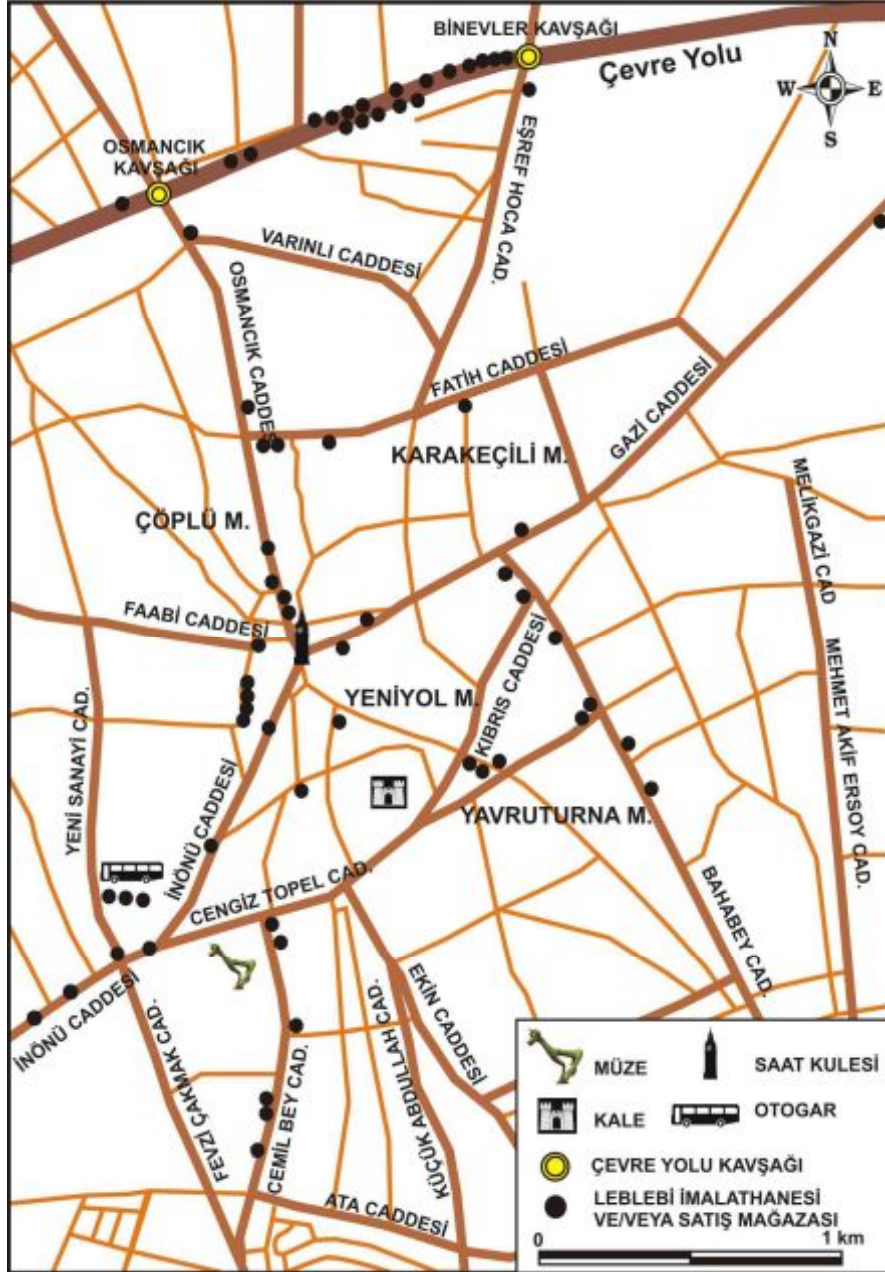 BİNEVLER KAVŞAĞI
Çevre Yolu
N
W
E
S
OSMANCIK
KAVŞAĞI
EŞREF HOCA CAD.
VARINLI CADDESİ
OSMANCIK CADDES
FATİH CADDESİ
GAZİ CADDESİ
KARAKEÇİLİ M.
MELİKGAZİ CAD
ÇÖPLÜ M.
FAABİ CADDESİ
KIBRIS CADDESİ
MEHMET AKİF ERSOY CAD.
YENİYOL M.
YENİ SANAYİ CAD.
İNÖNÜ CADDESİ
YAVRUTURNA M.
CENGİZ TOPEL CAD.
BAHABEY CAD.
İNÖNÜ CADDESİ
FEVZİ ÇAKMAK CAD.
CEMİL BEY CAD.
KÜÇÜK ABDULLAH CAD.
EKİN CADDESİ
ATA CADDESİ
MÜZE
SAAT KULESİ
KALE
OTOGAR
ÇEVRE YOLU KAVŞAĞI
LEBLEBİ İMALATHANESİ
VE/VEYA SATIŞ MAĞAZASI
0
1 km